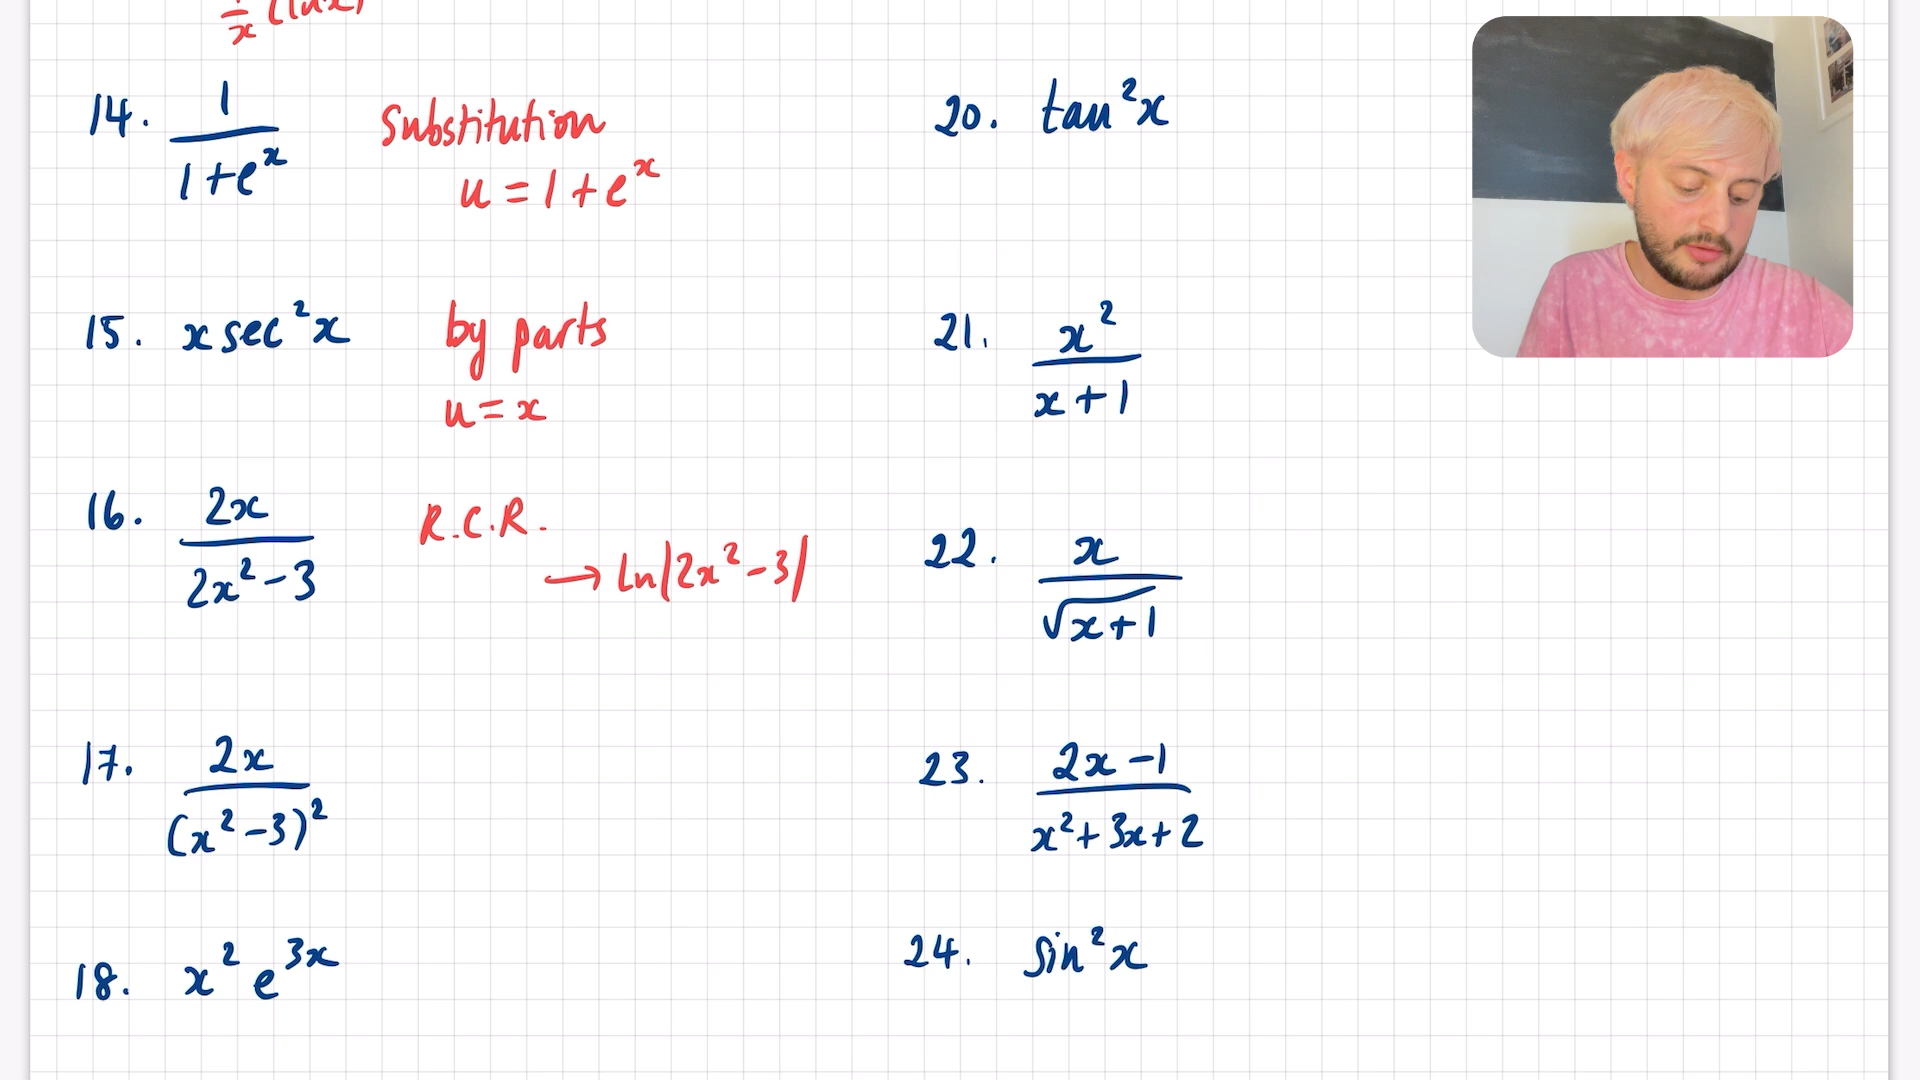 1/x (lnx)
14. 1/(1+e^x) Substitution
u = 1+e^x
15. x sec²x by parts
u = x
16. 2x/(2x²-3) R.C.R.
→ ln|2x²-3|
17. 2x/(x²-3)²
18. x² e^3x
20. tan²x
21. x²/(x+1)
22. x/√(x+1)
23. (2x-1)/(x²+3x+2)
24. sin²x